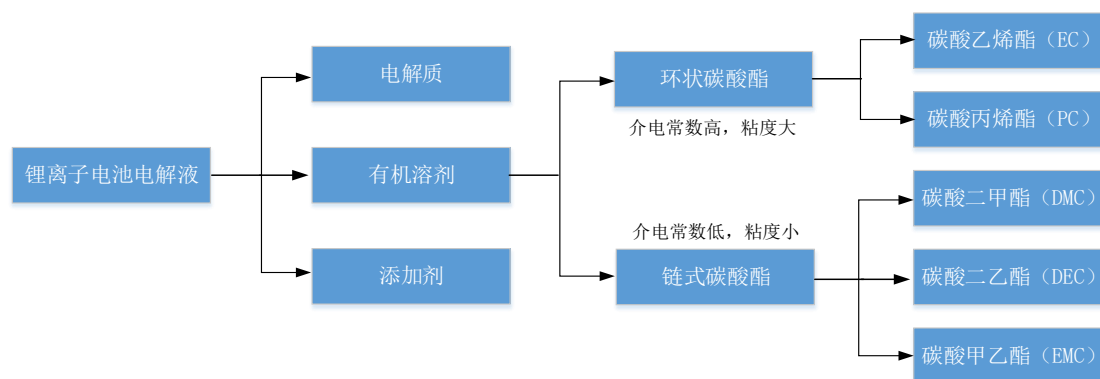 锂离子电池电解液
电解质
有机溶剂
添加剂
环状碳酸酯
介电常数高，粘度大
介电常数低，粘度小
链式碳酸酯
碳酸乙烯酯（EC）
碳酸丙烯酯（PC）
碳酸二甲酯（DMC）
碳酸二乙酯（DEC）
碳酸甲乙酯（EMC）